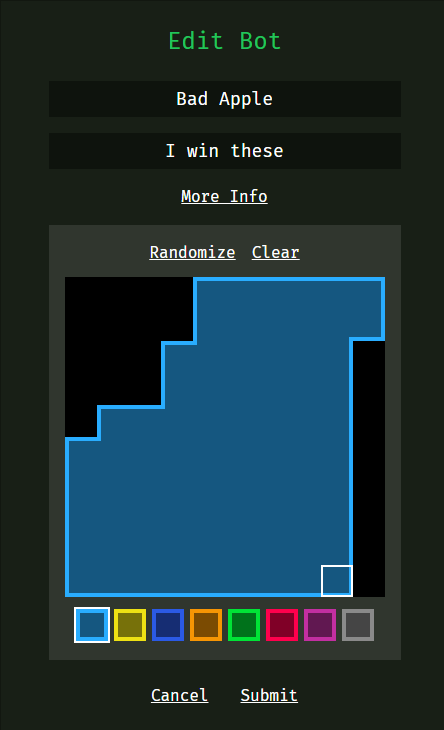 Edit Bot
Bad Apple
I win these
More Info
Randomize Clear
Cancel Submit